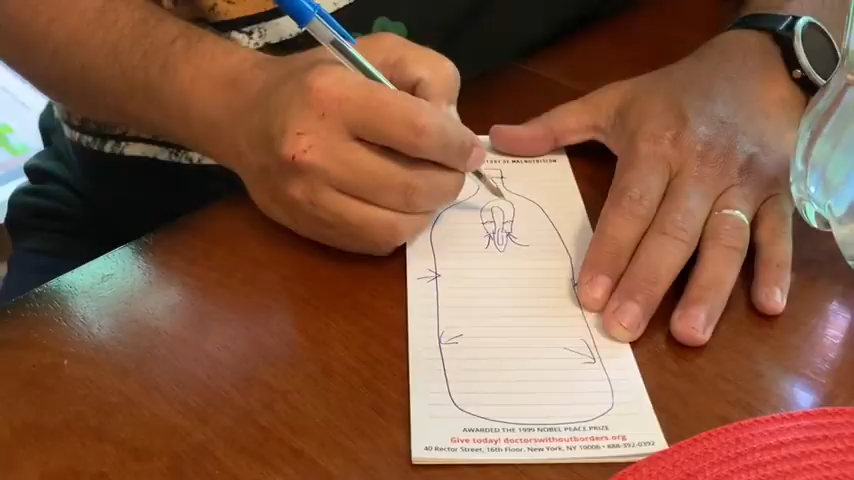 OF MALNUTRITION
AWARDED THE 1999 NOBEL PEACE PRIZE
Give today! doctorswithoutborders.org
40 Rector Street, 16th Floor, New York, NY 10006 • 888-392-0392